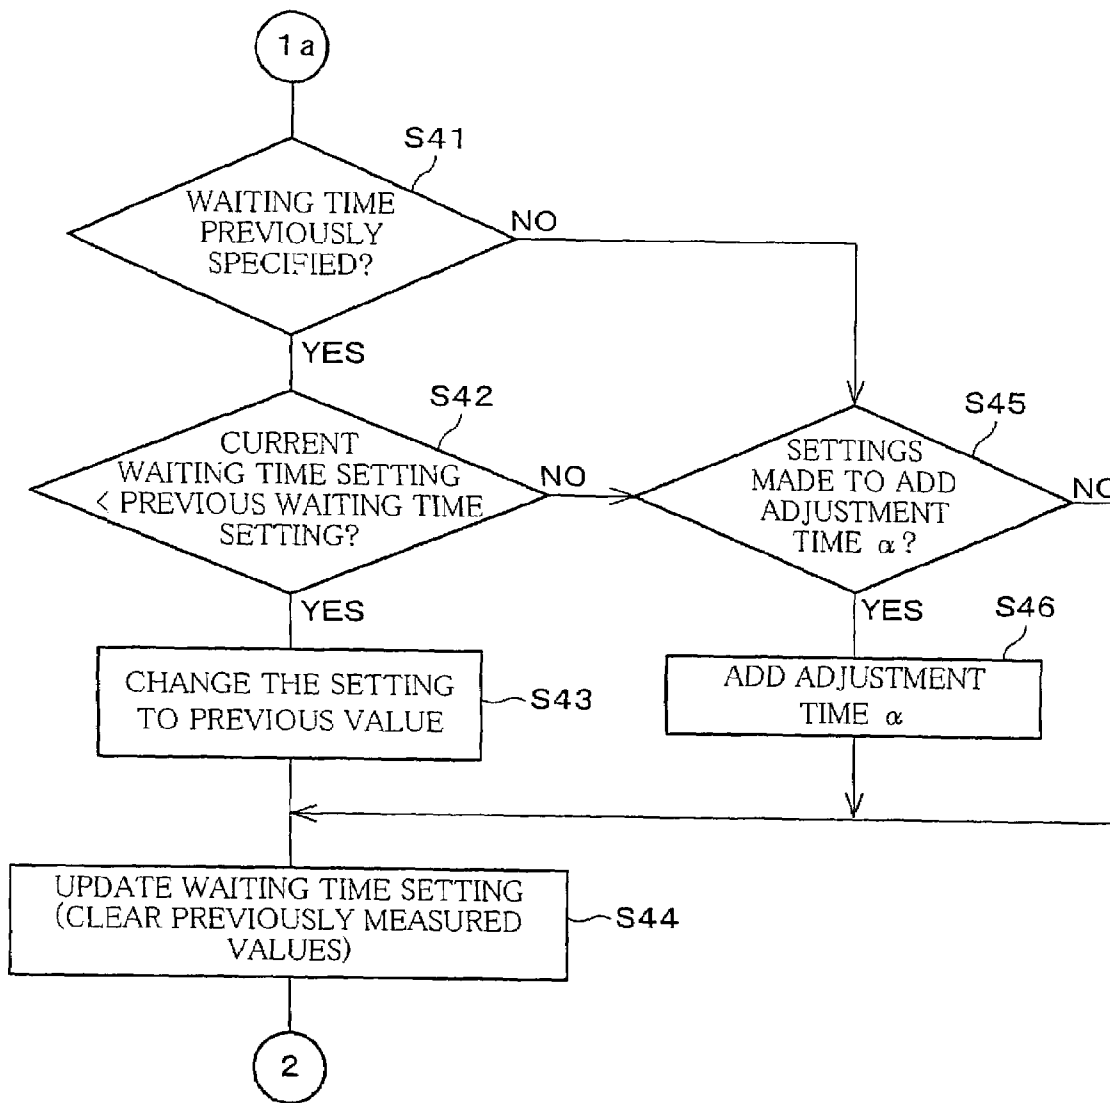 1a
S41
WAITING TIME
PREVIOUSLY
SPECIFIED?
NO
YES
S42
CURRENT
WAITING TIME SETTING
< PREVIOUS WAITING TIME
SETTING?
NO
YES
S45
SETTINGS
MADE TO ADD
ADJUSTMENT
TIME α?
NO
YES
S46
ADD ADJUSTMENT
TIME α
CHANGE THE SETTING
TO PREVIOUS VALUE
S43
UPDATE WAITING TIME SETTING
(CLEAR PREVIOUSLY MEASURED
VALUES)
S44
2